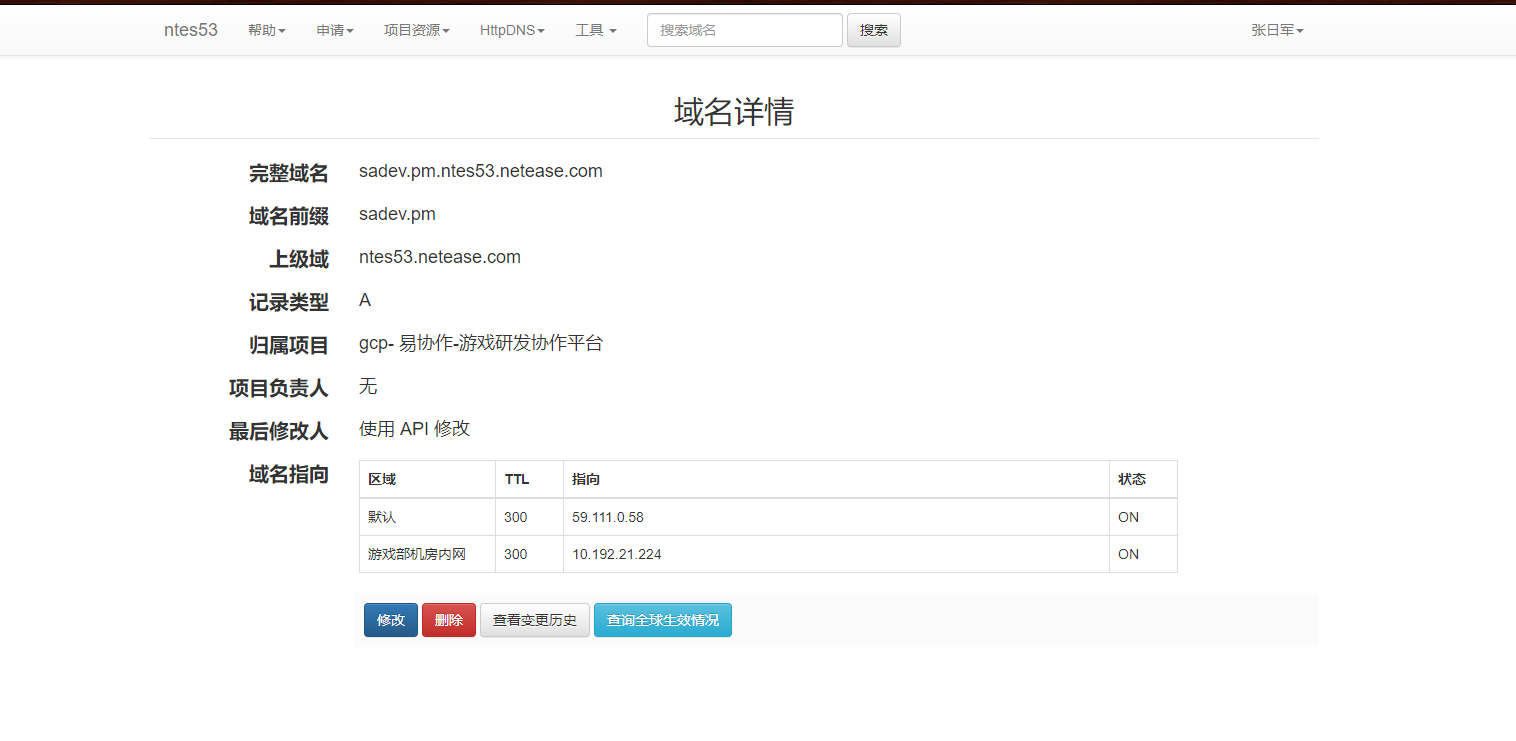 ntes53 帮助 申请 项目资源 HttpDNS 工具 搜索域名 搜索 张日军
域名详情
完整域名 sadev.pm.ntes53.netease.com
域名前缀 sadev.pm
上级域 ntes53.netease.com
记录类型 A
归属项目 gcp- 易协作-游戏研发协作平台
项目负责人 无
最后修改人 使用 API 修改
域名指向 区域 TTL 指向 状态
默认 300 59.111.0.58 ON
游戏部机房内网 300 10.192.21.224 ON
修改 删除 查看变更历史 查询全球生效情况